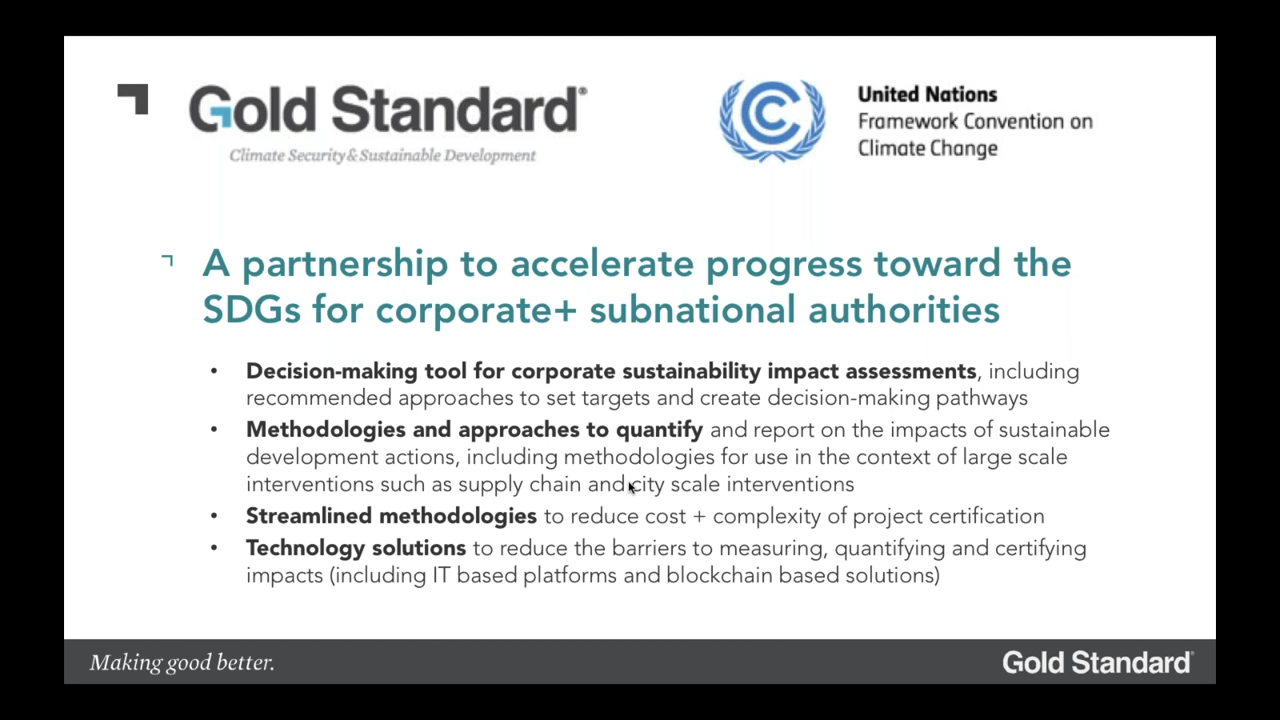 Gold Standard®
Climate Security & Sustainable Development
United Nations
Framework Convention on
Climate Change
A partnership to accelerate progress toward the
SDGs for corporate+ subnational authorities
• Decision-making tool for corporate sustainability impact assessments, including
recommended approaches to set targets and create decision-making pathways
• Methodologies and approaches to quantify and report on the impacts of sustainable
development actions, including methodologies for use in the context of large scale
interventions such as supply chain and city scale interventions
• Streamlined methodologies to reduce cost + complexity of project certification
• Technology solutions to reduce the barriers to measuring, quantifying and certifying
impacts (including IT based platforms and blockchain based solutions)
Making good better.
Gold Standard®